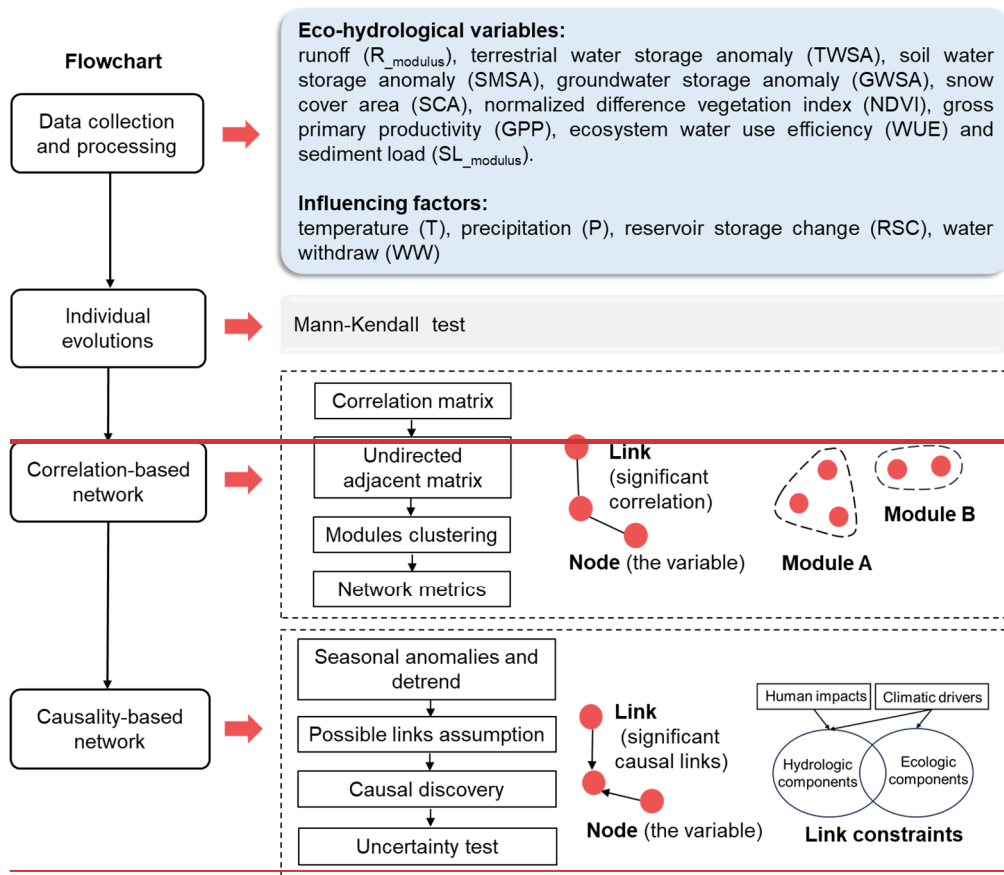 Flowchart
Data collection
and processing
Eco-hydrological variables:
runoff (R_modulus), terrestrial water storage anomaly (TWSA), soil water
storage anomaly (SMSA), groundwater storage anomaly (GWSA), snow
cover area (SCA), normalized difference vegetation index (NDVI), gross
primary productivity (GPP), ecosystem water use efficiency (WUE) and
sediment load (SL_modulus).
Influencing factors:
temperature (T), precipitation (P), reservoir storage change (RSC), water
withdraw (WW)
Individual
evolutions
Mann-Kendall test
Correlation-based
network
Correlation matrix
Undirected
adjacent matrix
Modules clustering
Network metrics
Link
(significant
correlation)
Node (the variable)
Module A
Module B
Causality-based
network
Seasonal anomalies and
detrend
Possible links assumption
Causal discovery
Uncertainty test
Link
(significant
causal links)
Node (the variable)
Human impacts
Climatic drivers
Hydrologic
components
Ecologic
components
Link constraints